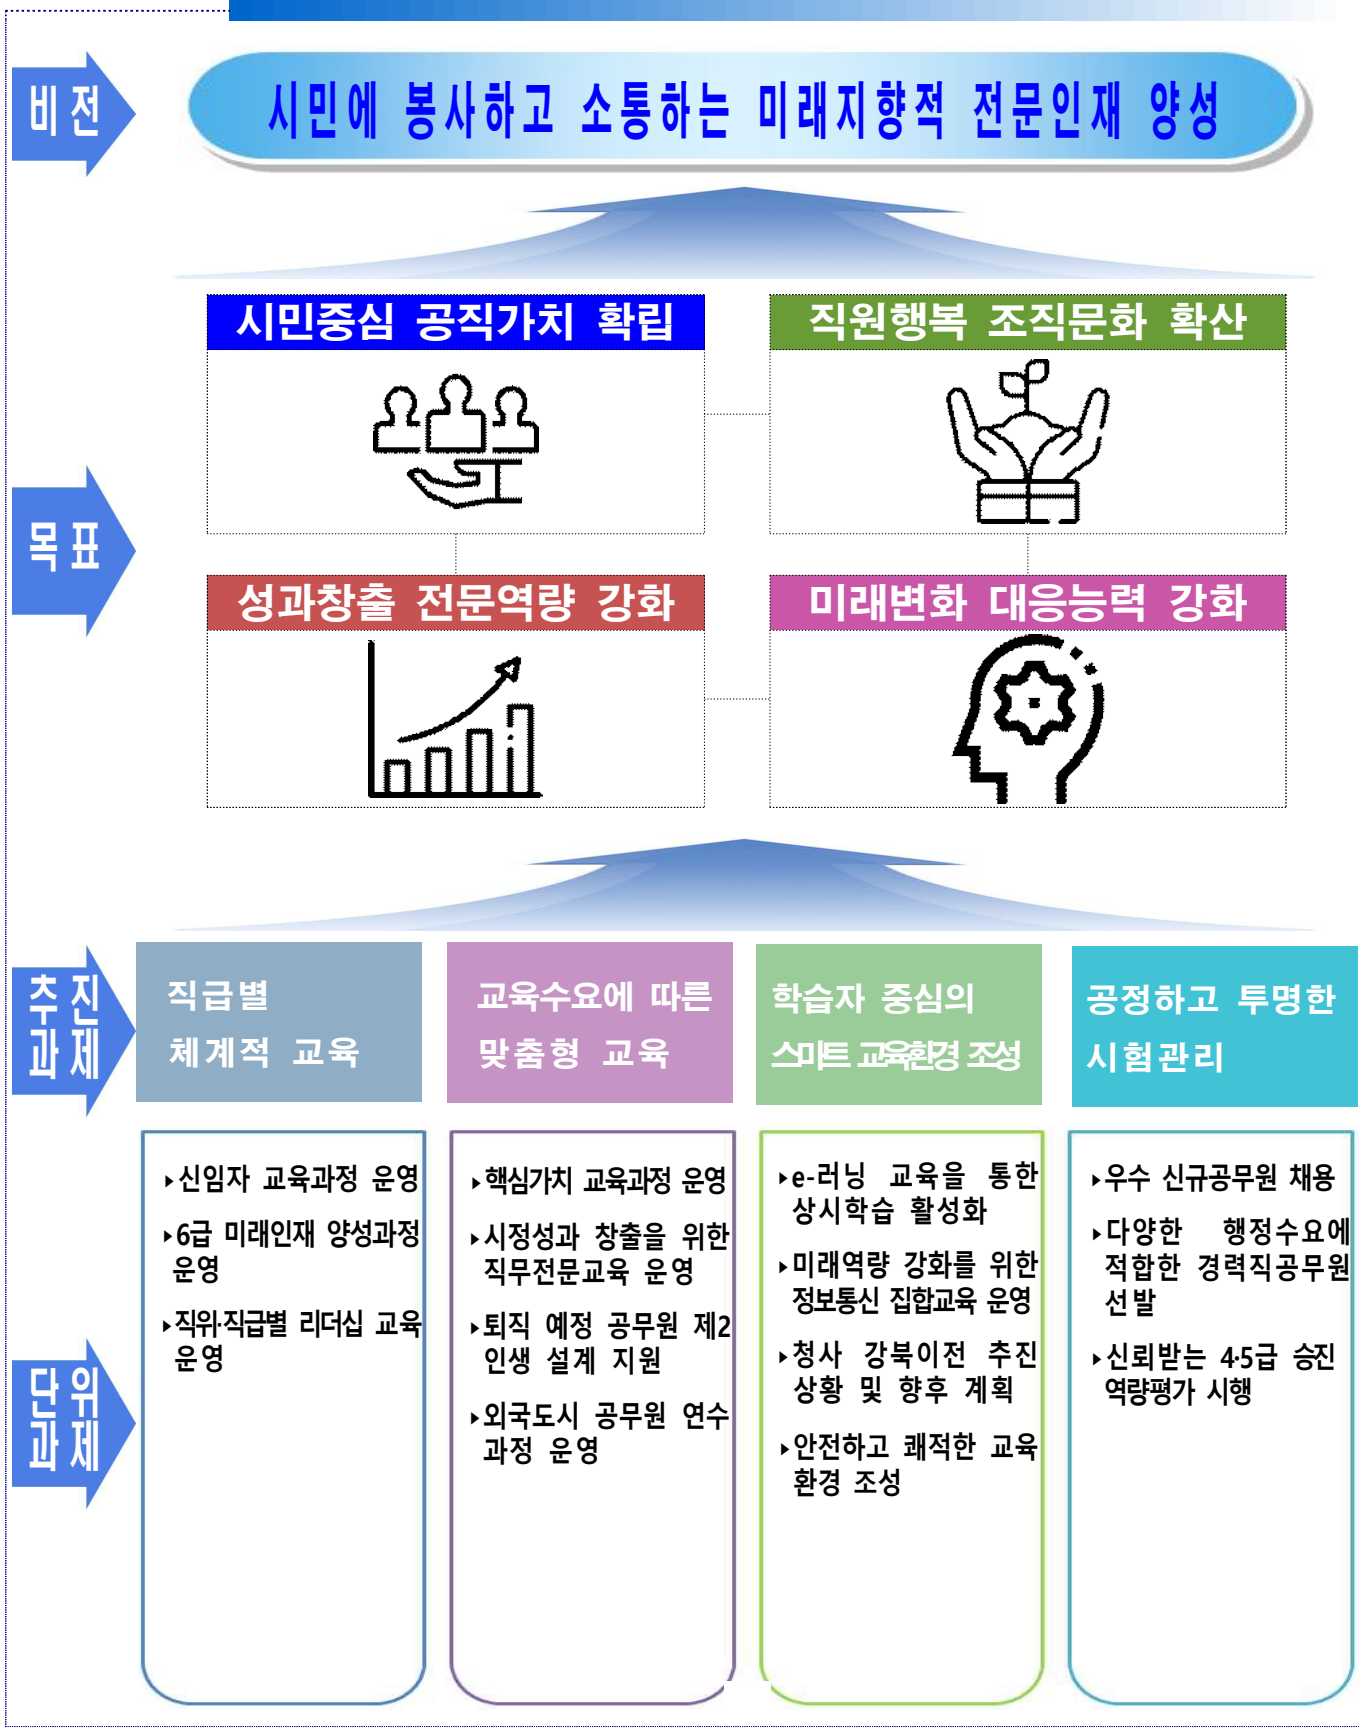 비전
시민에 봉사하고 소통하는 미래지향적 전문인재 양성
목표
시민중심 공직가치 확립
직원행복 조직문화 확산
성과창출 전문역량 강화
미래변화 대응능력 강화
추진
과제
직급별
체계적 교육
교육수요에 따른
맞춤형 교육
학습자 중심의
스마트 교육환경 조성
공정하고 투명한
시험관리
단위
과제
▸신임자 교육과정 운영
▸6급 미래인재 양성과정
운영
▸직위·직급별 리더십 교육
운영
▸핵심가치 교육과정 운영
▸시정성과 창출을 위한
직무전문교육 운영
▸퇴직 예정 공무원 제2
인생 설계 지원
▸외국도시 공무원 연수
과정 운영
▸e-러닝 교육을 통한
상시학습 활성화
▸미래역량 강화를 위한
정보통신 집합교육 운영
▸청사 강북이전 추진
상황 및 향후 계획
▸안전하고 쾌적한 교육
환경 조성
▸우수 신규공무원 채용
▸다양한 행정수요에
적합한 경력직공무원
선발
▸신뢰받는 4·5급 승진
역량평가 시행